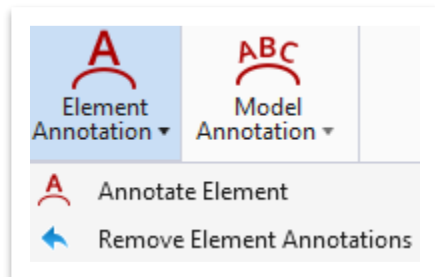 A
ABC
Element
Annotation
Model
Annotation
A
Annotate Element
Remove Element Annotations